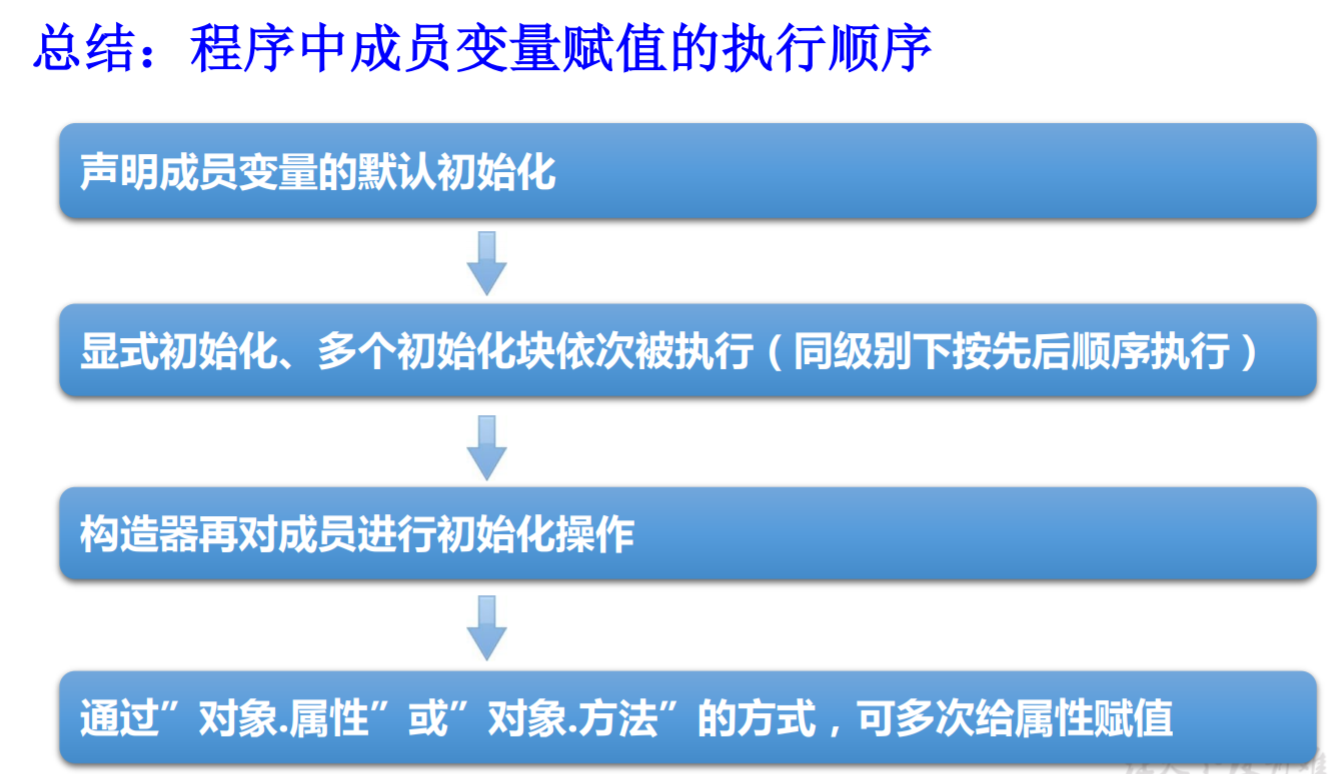 总结：程序中成员变量赋值的执行顺序
声明成员变量的默认初始化
显式初始化、多个初始化块依次被执行（同级别下按先后顺序执行）
构造器再对成员进行初始化操作
通过”对象.属性”或”对象.方法”的方式，可多次给属性赋值